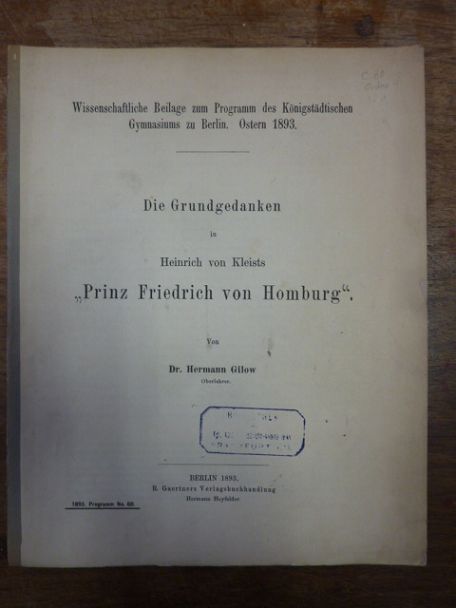 Wissenschaftliche Beilage zum Programm des Königstädtischen
Gymnasiums zu Berlin. Ostern 1893.
Die Grundgedanken
in
Heinrich von Kleists
„Prinz Friedrich von Homburg“.
Von
Dr. Hermann Gilow
Oberlehrer.
BERLIN 1893.
R. Gaertners Verlagsbuchhandlung
Hermann Heyfelder.
1893. Programm No. 60.